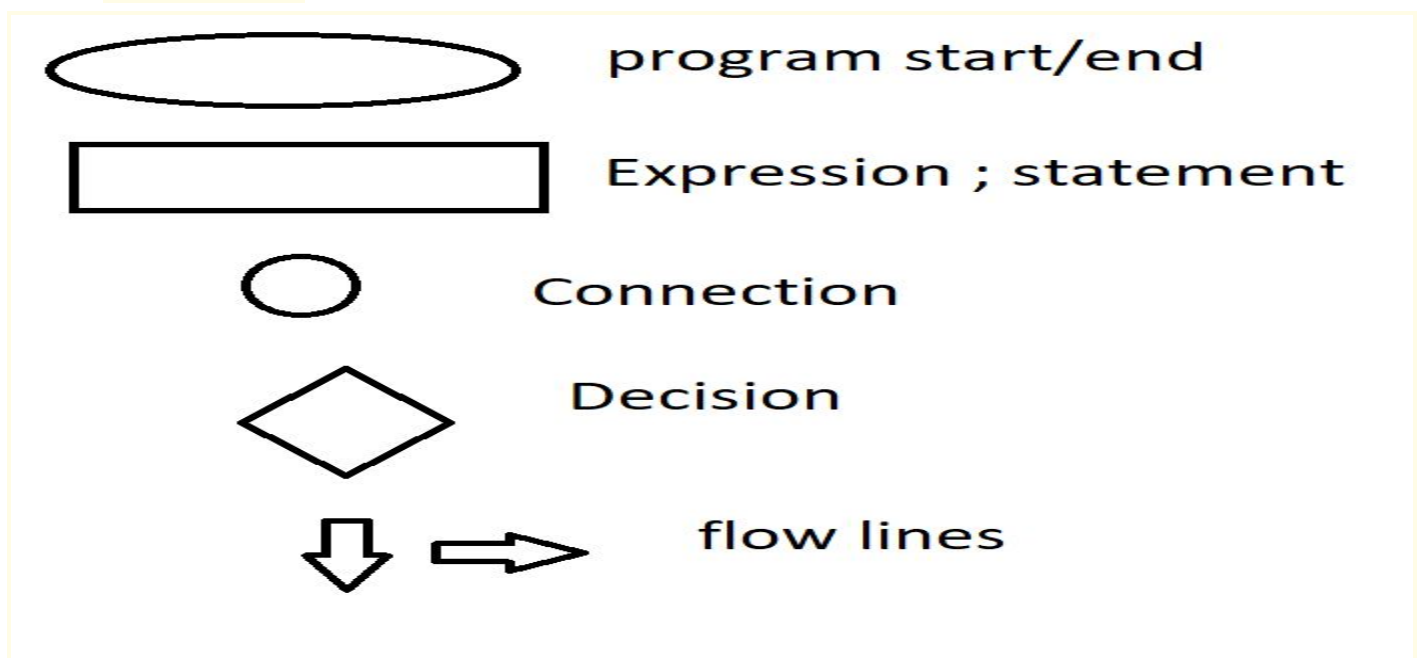 program start/end
Expression ; statement
Connection
Decision
flow lines